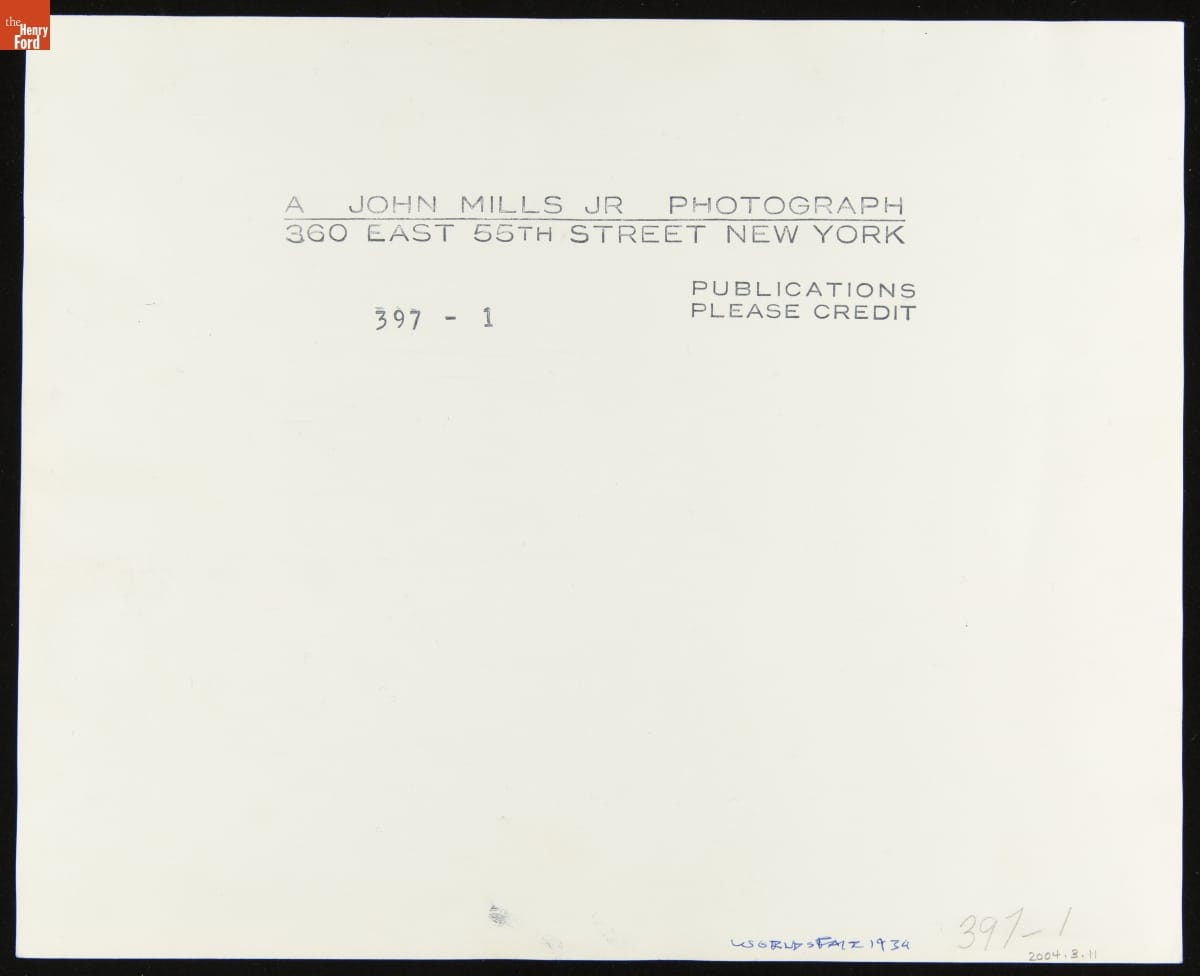 the
Henry
Ford
A JOHN MILLS JR PHOTOGRAPH
360 EAST 55TH STREET NEW YORK
PUBLICATIONS
PLEASE CREDIT
397 - 1
WORLDSFAIR 1939
397-1
2004.3.11